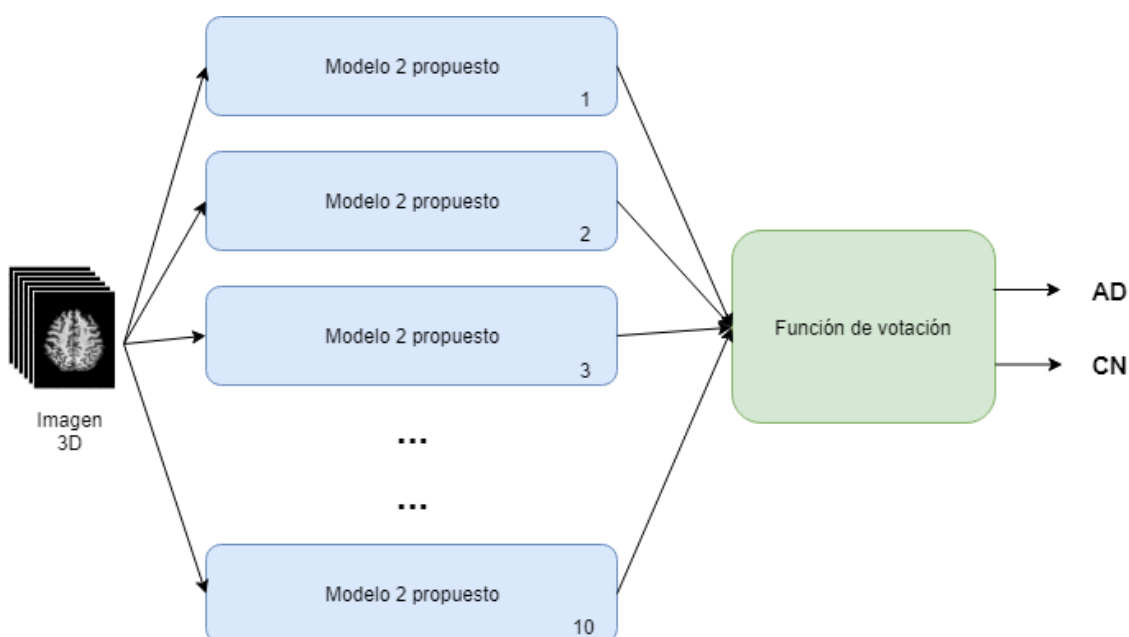 Modelo 2 propuesto
1
Modelo 2 propuesto
2
Modelo 2 propuesto
3
...
...
Modelo 2 propuesto
10
Imagen
3D
Función de votación
AD
CN